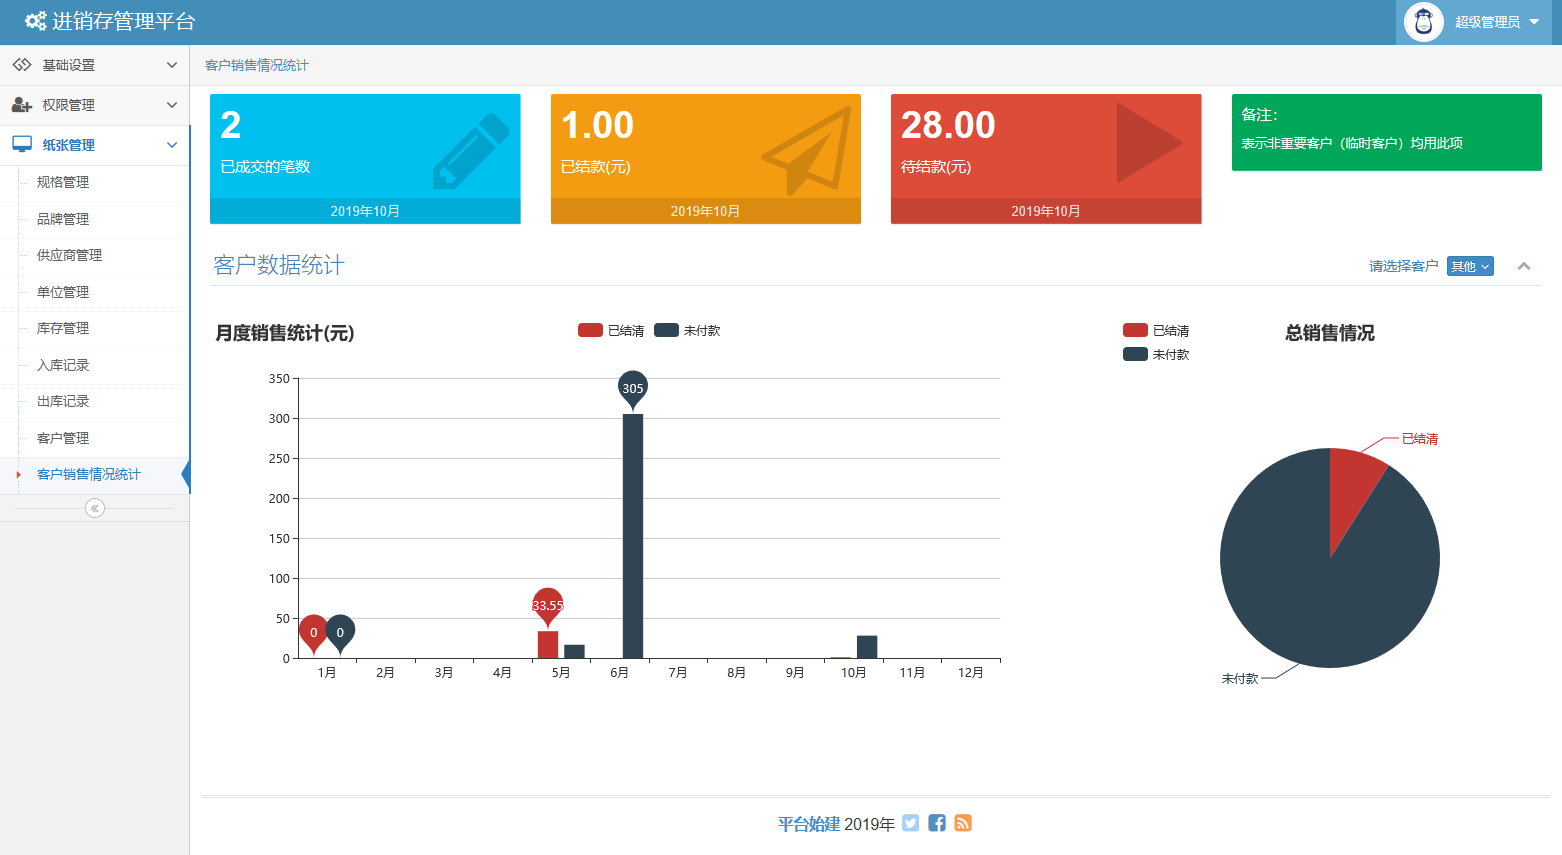 进销存管理平台
超级管理员
基础设置
权限管理
纸张管理
规格管理
品牌管理
供应商管理
单位管理
库存管理
入库记录
出库记录
客户管理
客户销售情况统计
客户销售情况统计
2
已成交的笔数
2019年10月
1.00
已结款(元)
2019年10月
28.00
待结款(元)
2019年10月
备注：
表示非重要客户（临时客户）均用此项
客户数据统计
请选择客户 其他
月度销售统计(元)
已结清 未付款
350
300
250
200
150
100
50
0
305
33.55
0 0
1月 2月 3月 4月 5月 6月 7月 8月 9月 10月 11月 12月
已结清
未付款
总销售情况
已结清
未付款
平台始建 2019年